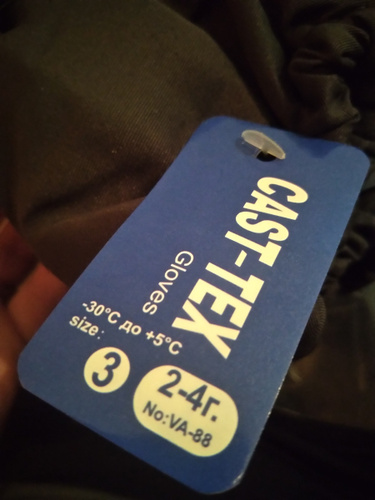 CAST-TEX
Gloves
-30°C до +5°C
size:
3
2-4г.
No:VA-88